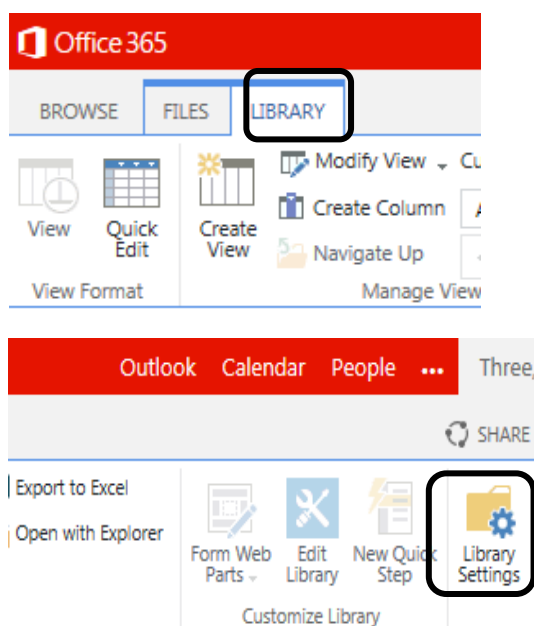 Office 365
BROWSE FILES LIBRARY
Modify View
Create Column
View Quick Edit Create View
Navigate Up
View Format Manage View
Outlook Calendar People ••• Three,
SHARE
Export to Excel
Open with Explorer
Form Web Parts Edit Library New Quick Step Library Settings
Customize Library